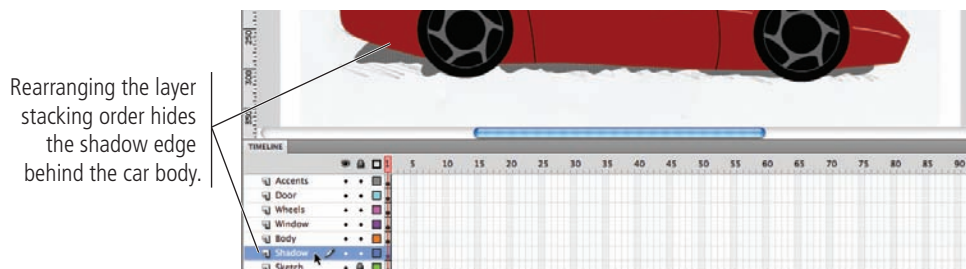 250
300
350
Rearranging the layer
stacking order hides
the shadow edge
behind the car body.
TIMELINE
1 5 10 15 20 25 30 35 40 45 50 55 60 65 70 75 80 85 90
Accents
Door
Wheels
Window
Body
Shadow
Sketch